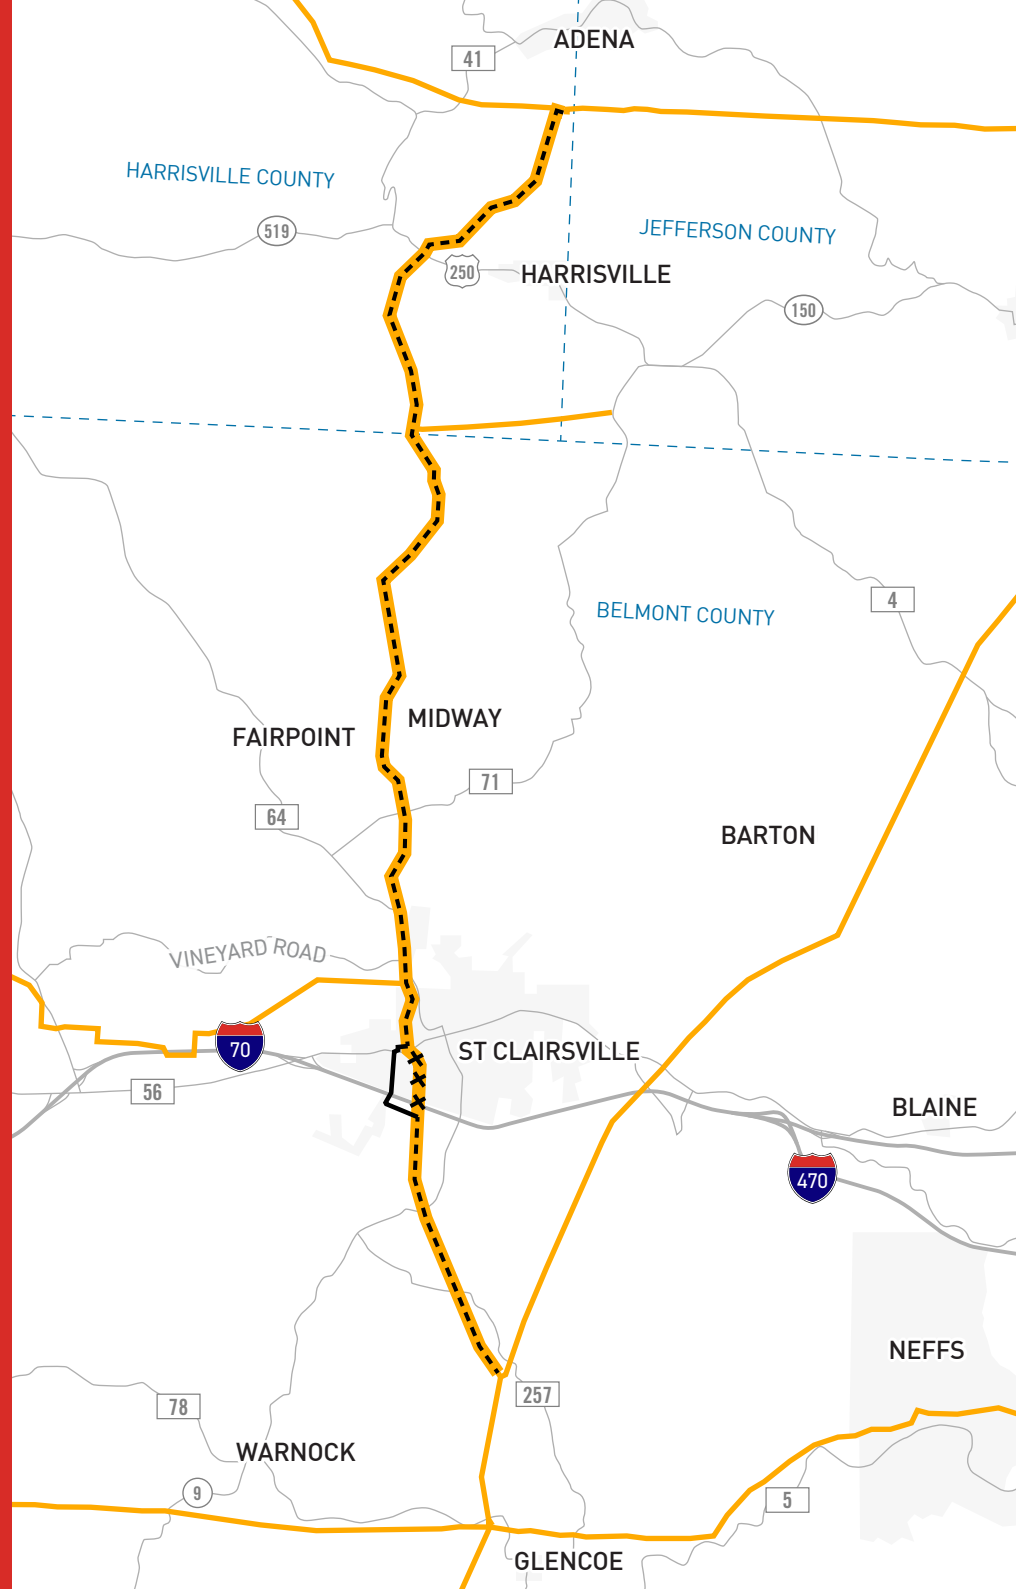 ADENA
41
HARRISVILLE COUNTY
519
JEFFERSON COUNTY
250
HARRISVILLE
150
4
BELMONT COUNTY
MIDWAY
FAIRPOINT
71
64
BARTON
VINEYARD ROAD
70
ST CLAIRSVILLE
56
BLAINE
470
NEFFS
257
78
WARNOCK
9
5
GLENCOE